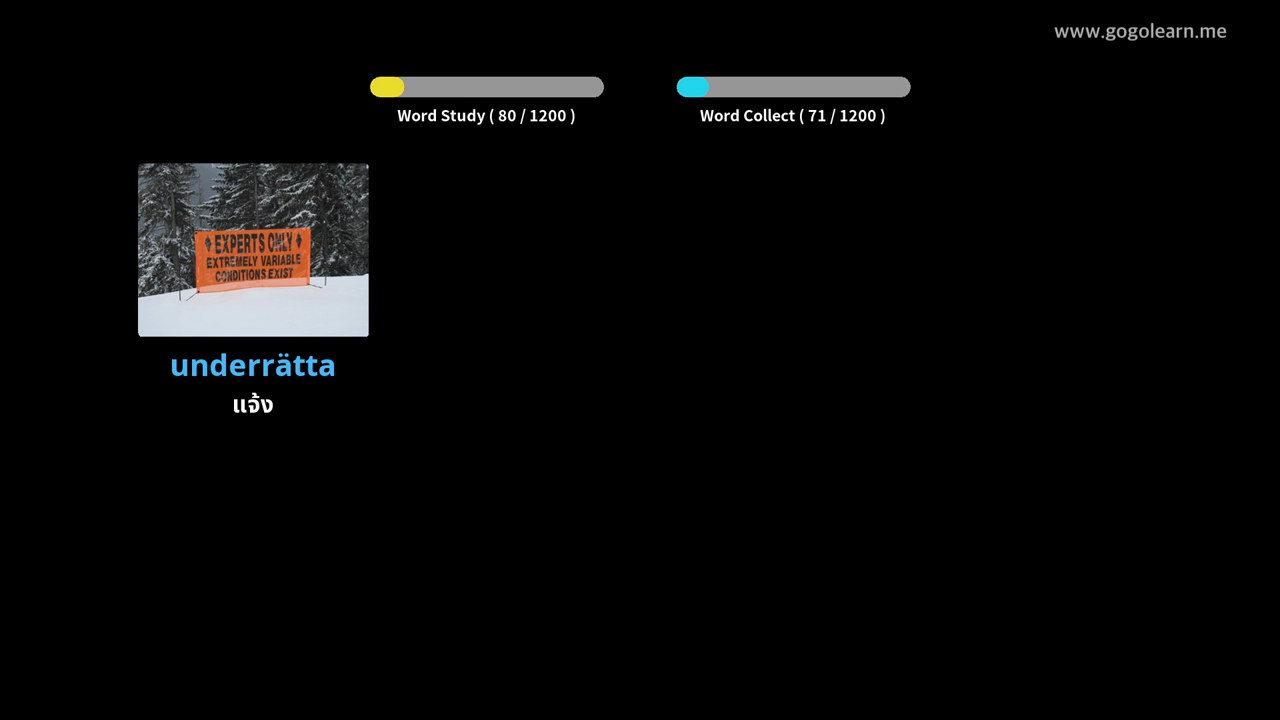 www.gogolearn.me
Word Study ( 80 / 1200 )
Word Collect ( 71 / 1200 )
EXPERTS ONLY
EXTREMELY VARIABLE
CONDITIONS EXIST
underrätta
แจ้ง